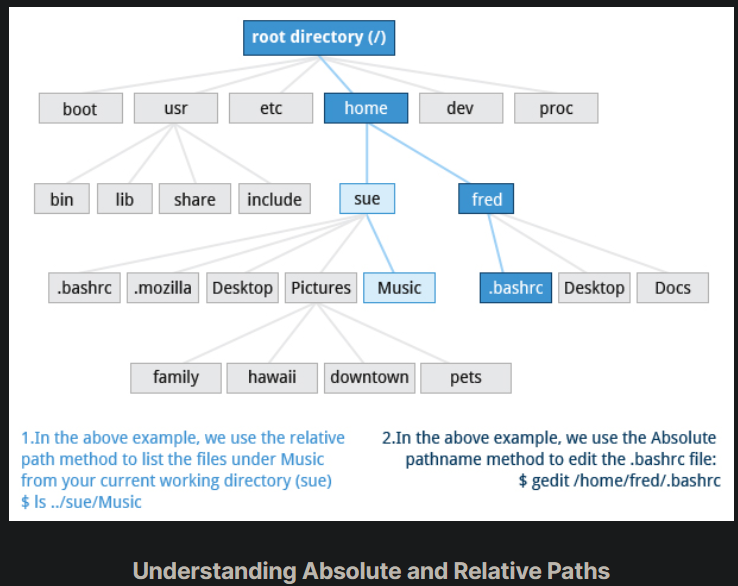 root directory (/)
boot
usr
etc
home
dev
proc
bin
lib
share
include
sue
fred
.bashrc
.mozilla
Desktop
Pictures
Music
.bashrc
Desktop
Docs
family
hawaii
downtown
pets
1.In the above example, we use the relative
path method to list the files under Music
from your current working directory (sue)
$ ls ../sue/Music
2.In the above example, we use the Absolute
pathname method to edit the .bashrc file:
$ gedit /home/fred/.bashrc
Understanding Absolute and Relative Paths